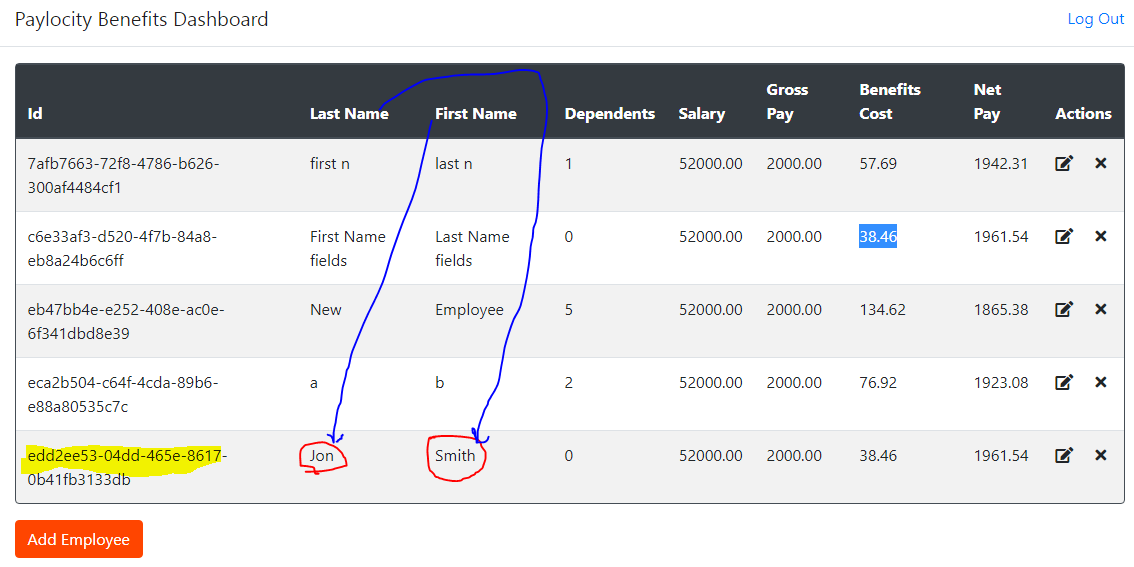 Paylocity Benefits Dashboard
Log Out
Id Last Name First Name Dependents Salary Gross Pay Benefits Cost Net Pay Actions
7afb7663-72f8-4786-b626-300af4484cf1 first n last n 1 52000.00 2000.00 57.69 1942.31
c6e33af3-d520-4f7b-84a8-eb8a24b6c6ff First Name fields Last Name fields 0 52000.00 2000.00 38.46 1961.54
eb47bb4e-e252-408e-ac0e-6f341dbd8e39 New Employee 5 52000.00 2000.00 134.62 1865.38
eca2b504-c64f-4cda-89b6-e88a80535c7c a b 2 52000.00 2000.00 76.92 1923.08
edd2ee53-04dd-465e-8617-0b41fb3133db Jon Smith 0 52000.00 2000.00 38.46 1961.54
Add Employee